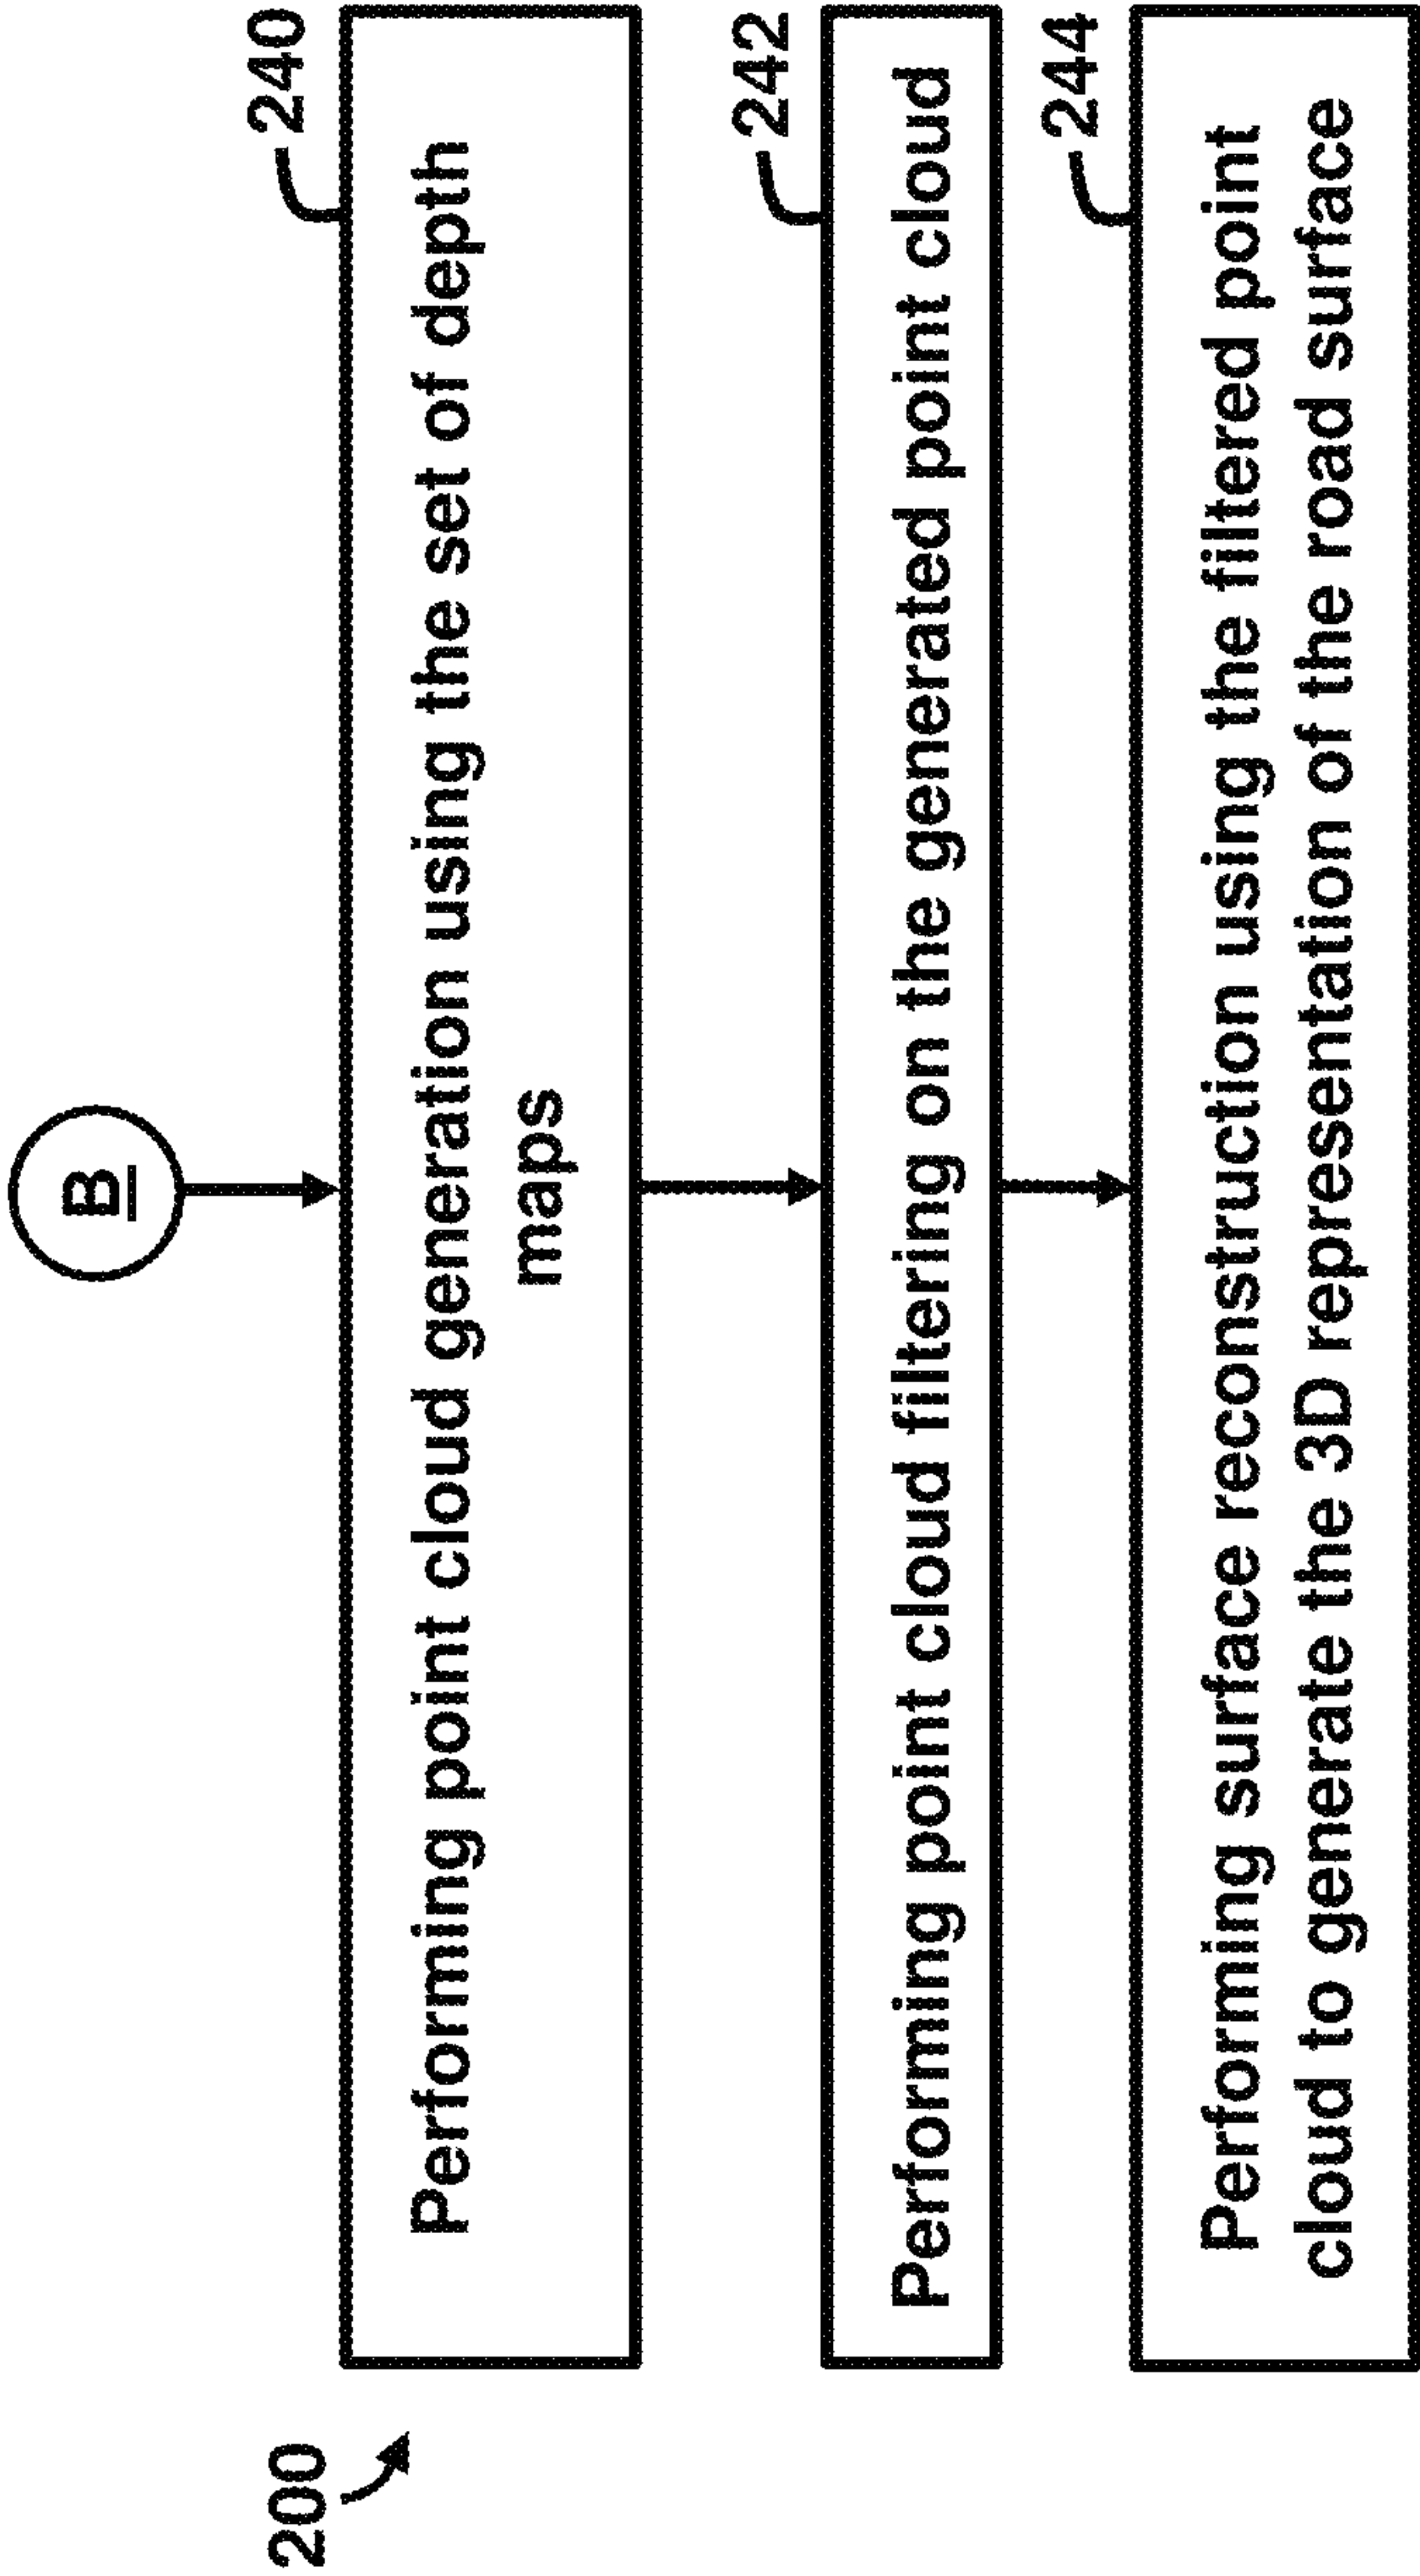 200
B
240
Performing point cloud generation using the set of depth
maps
242
Performing point cloud filtering on the generated point cloud
244
Performing surface reconstruction using the filtered point
cloud to generate the 3D representation of the road surface